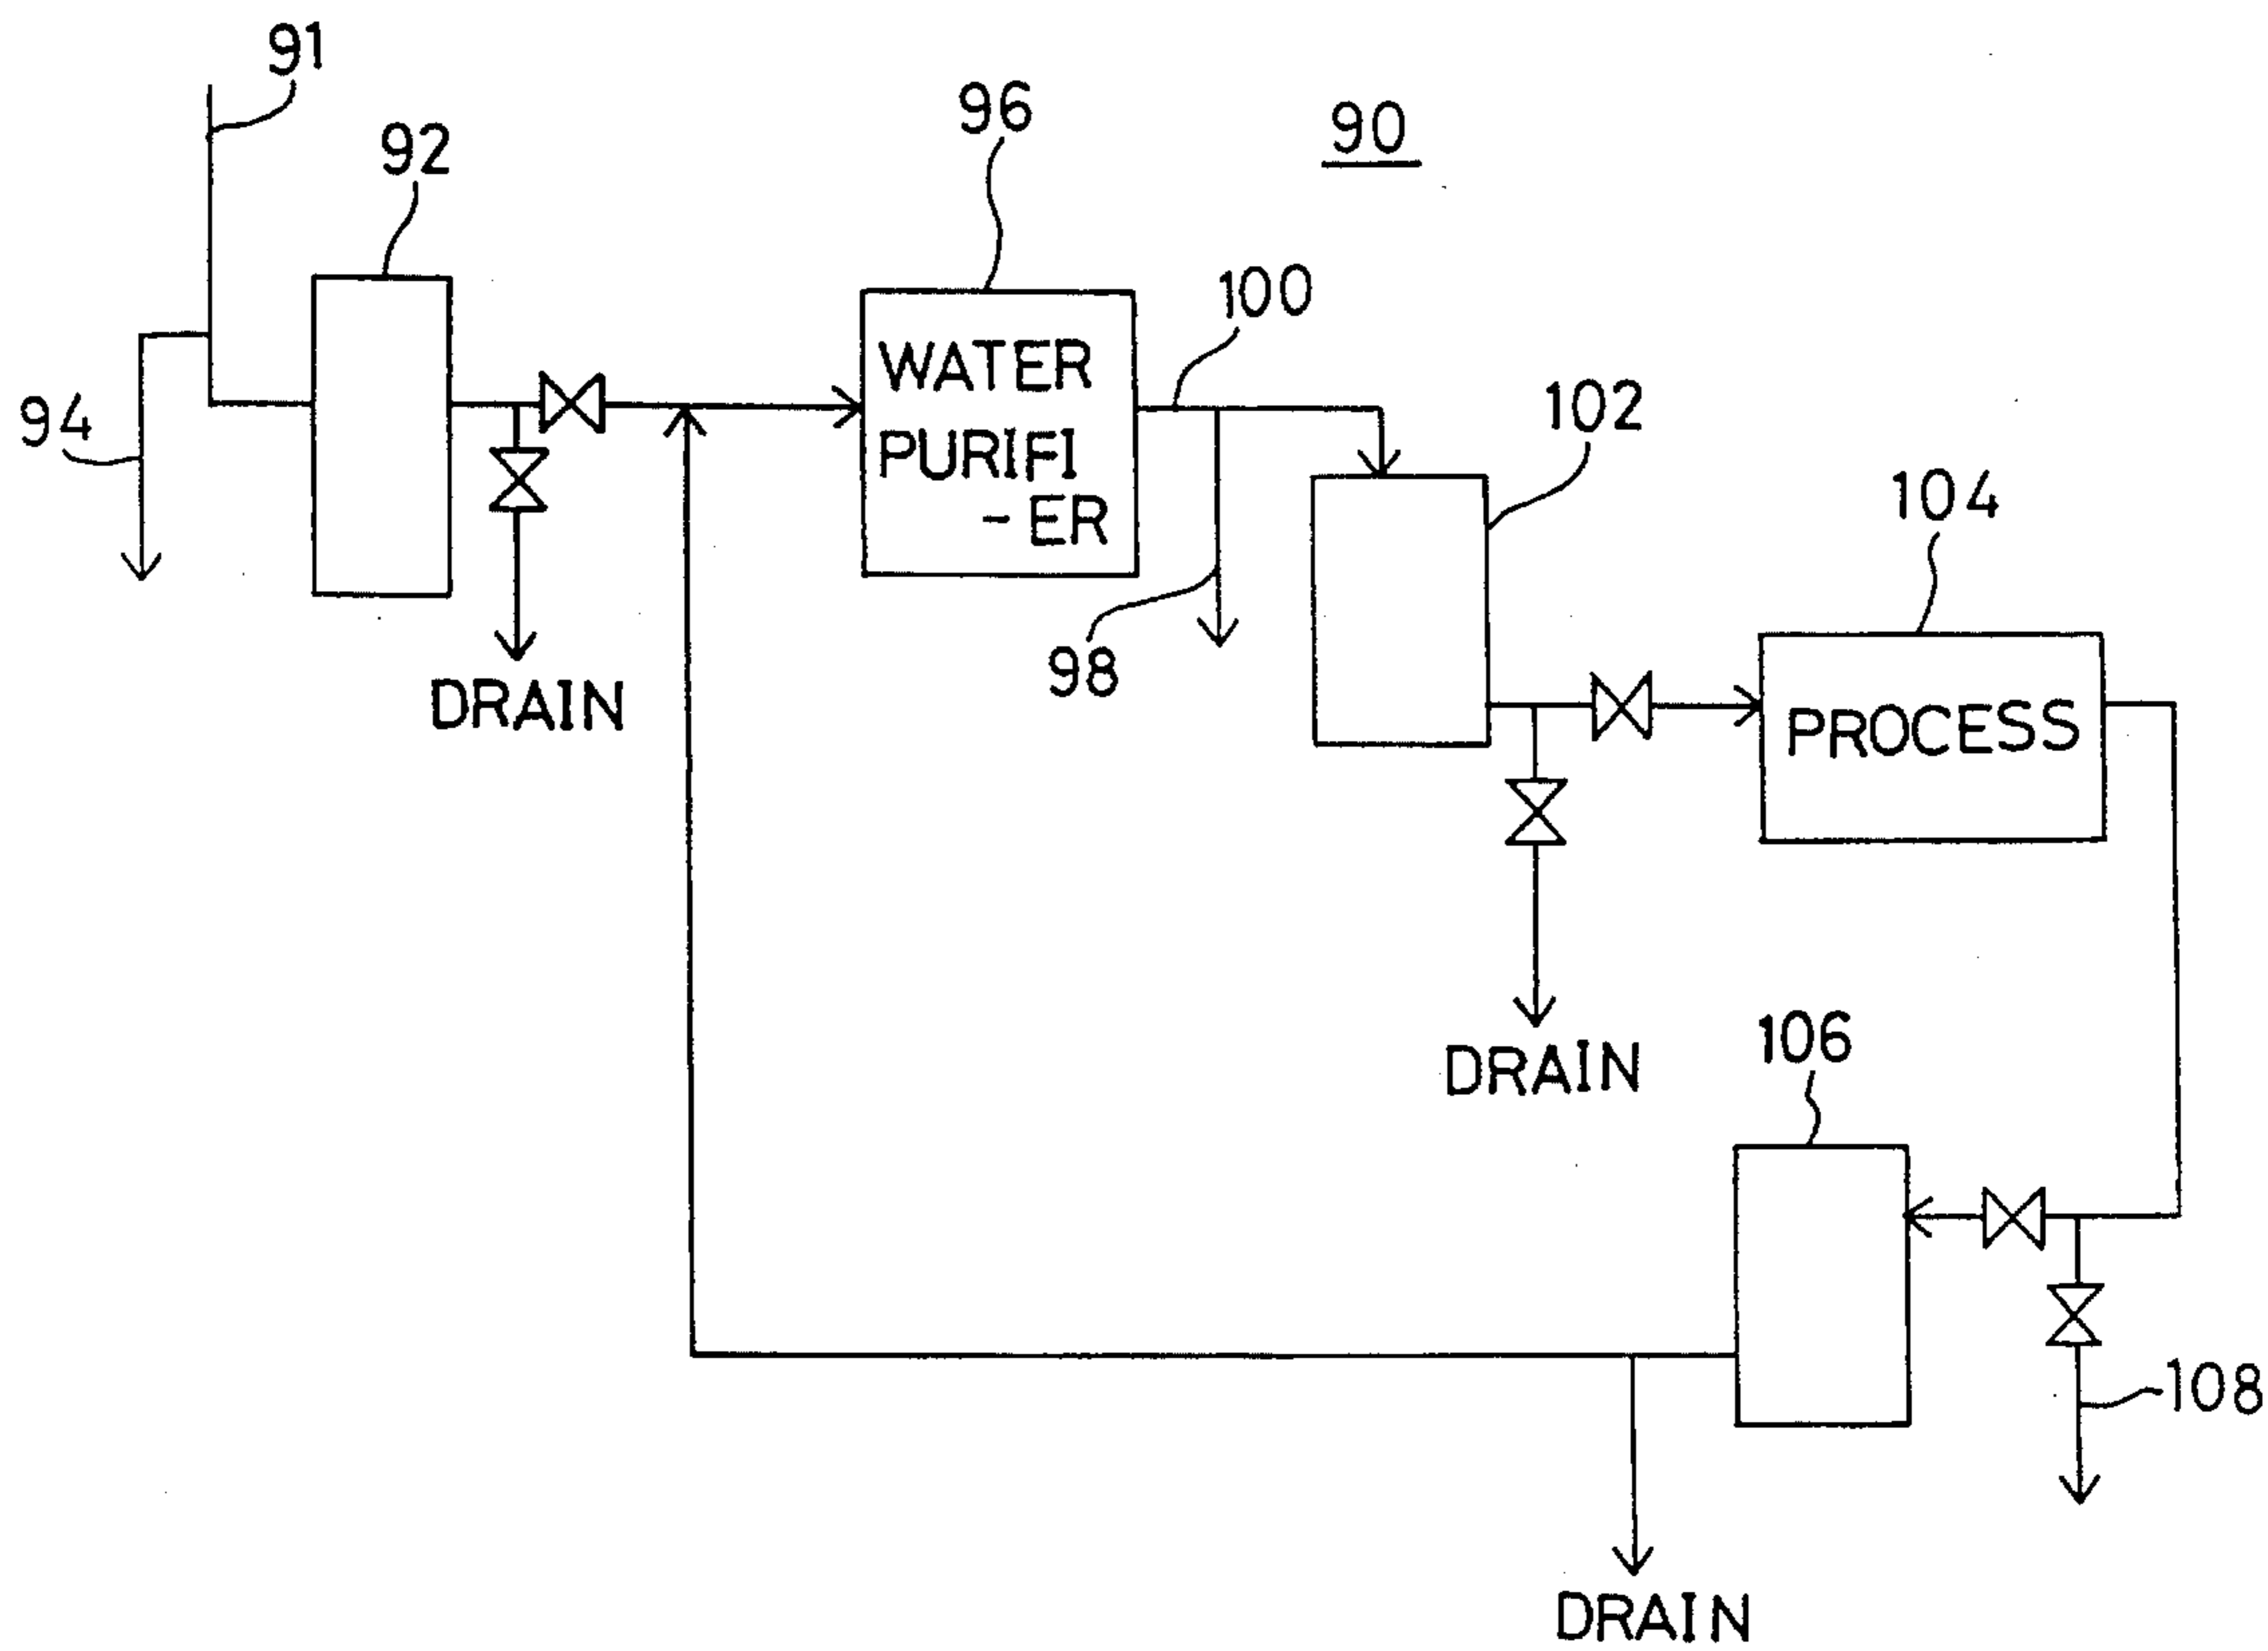 91
92
96
90
100
94
WATER
PURIFI
-ER
102
104
98
DRAIN
PROCESS
106
DRAIN
108
DRAIN